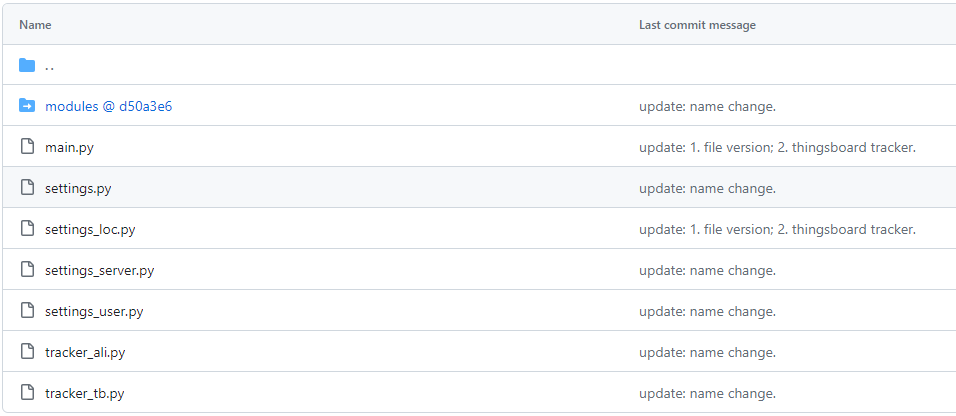 Name Last commit message
..
modules @ d50a3e6 update: name change.
main.py update: 1. file version; 2. thingsboard tracker.
settings.py update: name change.
settings_loc.py update: 1. file version; 2. thingsboard tracker.
settings_server.py update: name change.
settings_user.py update: name change.
tracker_ali.py update: name change.
tracker_tb.py update: name change.